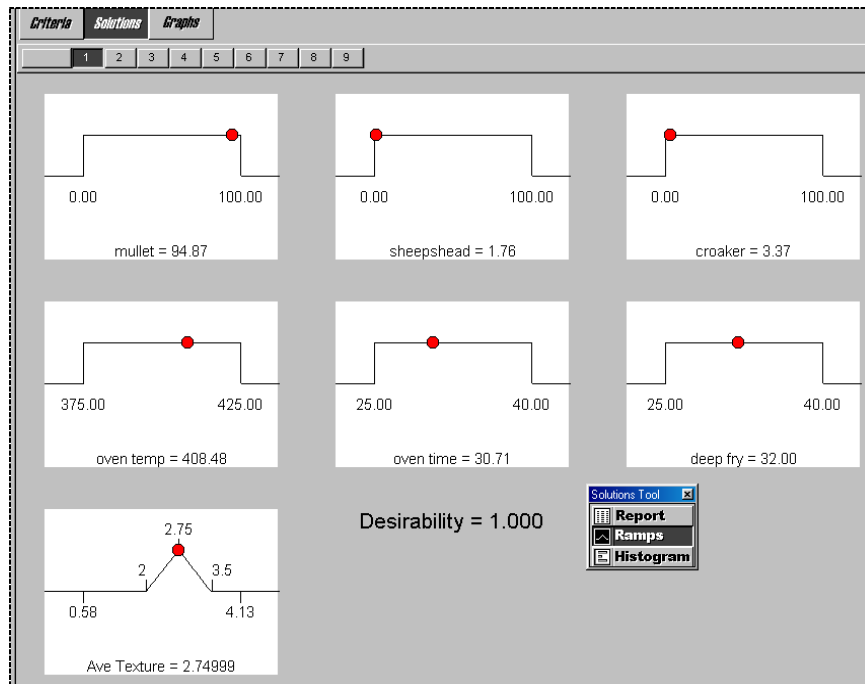 Criteria Solutions Graphs
1 2 3 4 5 6 7 8 9
0.00 100.00
mullet = 94.87
0.00 100.00
sheepshead = 1.76
0.00 100.00
croaker = 3.37
375.00 425.00
oven temp = 408.48
25.00 40.00
oven time = 30.71
25.00 40.00
deep fry = 32.00
2.75
2 3.5
0.58 4.13
Ave Texture = 2.74999
Desirability = 1.000
Solutions Tool
Report
Ramps
Histogram